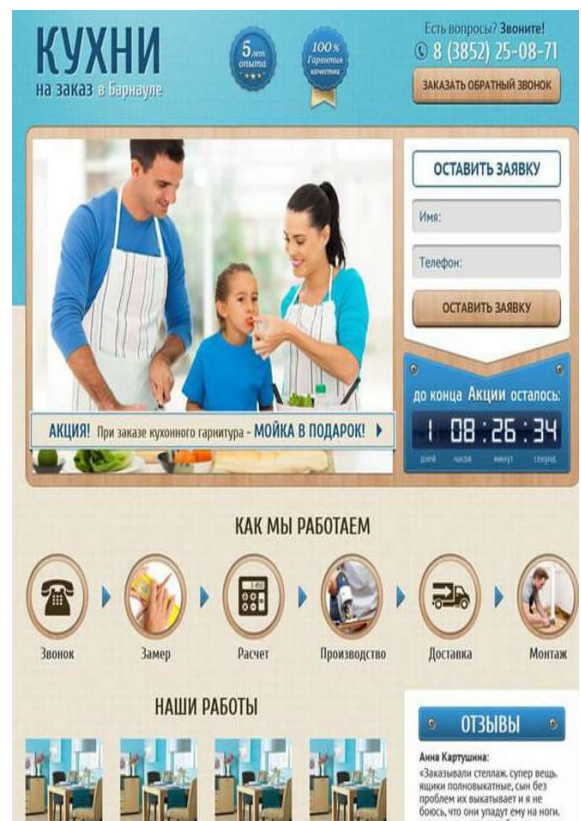 КУХНИ
на заказ в Барнауле
5 лет
опыта
100 %
Гарантия
качества
Есть вопросы? Звоните!
8 (3852) 25-08-71
ЗАКАЗАТЬ ОБРАТНЫЙ ЗВОНОК
ОСТАВИТЬ ЗАЯВКУ
Имя:
Телефон:
ОСТАВИТЬ ЗАЯВКУ
до конца Акции осталось:
1 08 : 26 : 34
дней часов минут секунд
АКЦИЯ! При заказе кухонного гарнитура - МОЙКА В ПОДАРОК!
КАК МЫ РАБОТАЕМ
Звонок
Замер
Расчет
Производство
Доставка
Монтаж
НАШИ РАБОТЫ
ОТЗЫВЫ
Анна Картушина:
«Заказывали стеллаж. супер вещь.
ящики полновыкатные, сын без
проблем их выкатывает и я не
боюсь, что они упадут ему на ноги.